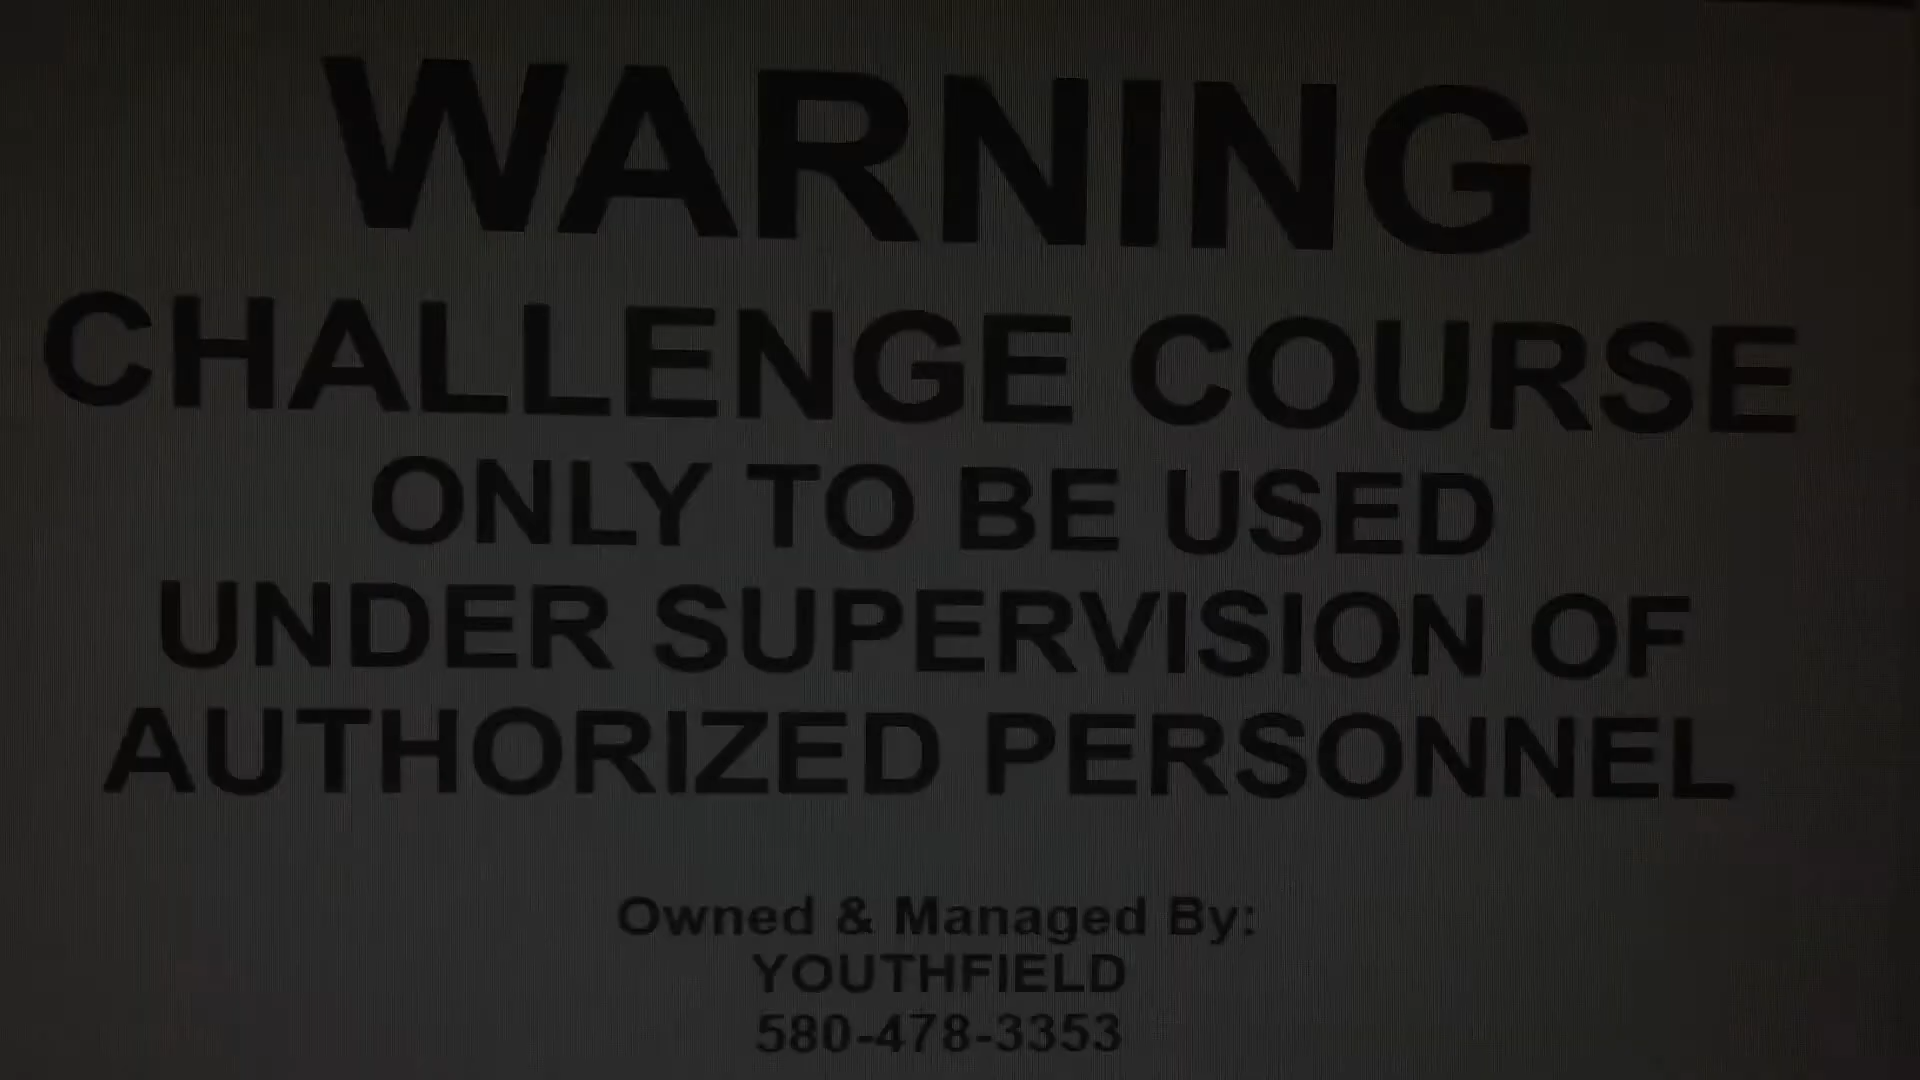 WARNING
CHALLENGE COURSE
ONLY TO BE USED
UNDER SUPERVISION OF
AUTHORIZED PERSONNEL
Owned & Managed By:
YOUTHFIELD
580-478-3353